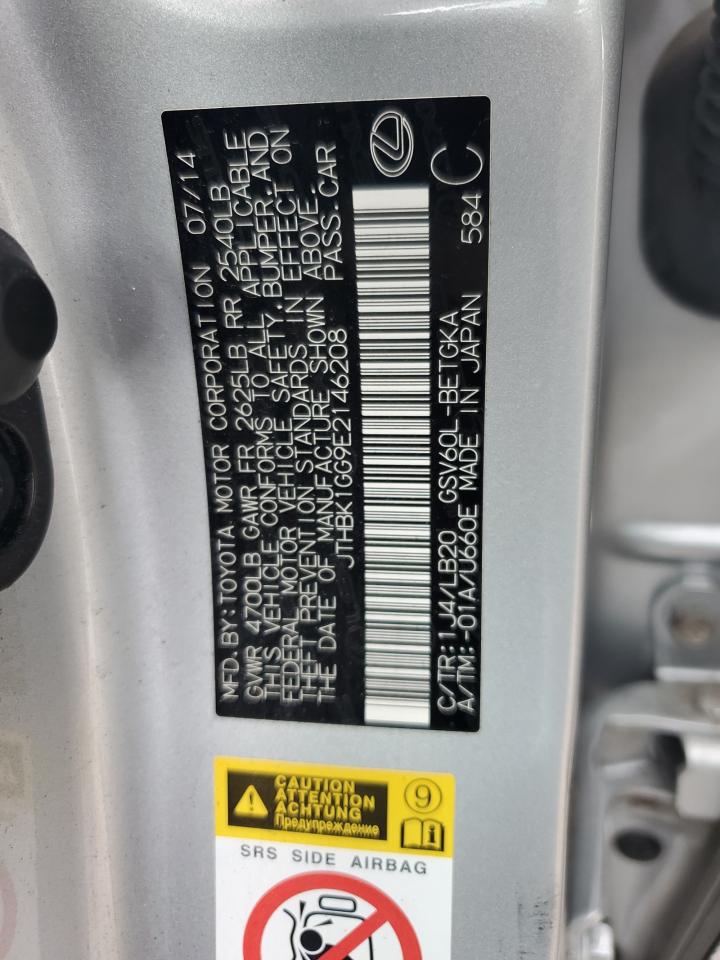 MFD.BY:TOYOTA MOTOR CORPORATION 07/14
GVWR 4700LB GAWR FR 2625LB RR 2540LB
THIS VEHICLE CONFORMS TO ALL APPLICABLE
FEDERAL MOTOR VEHICLE SAFETY, BUMPER, AND
THEFT PREVENTION STANDARDS IN EFFECT ON
THE DATE OF MANUFACTURE SHOWN ABOVE.
JTHBK1GG9E2146208 PASS.CAR
C/TR:1J4/LB20 GSV60L-BETGKA
A/TM:-01A/U660E MADE IN JAPAN 584 C
CAUTION
ATTENTION
ACHTUNG
Предупреждение
9
SRS SIDE AIRBAG